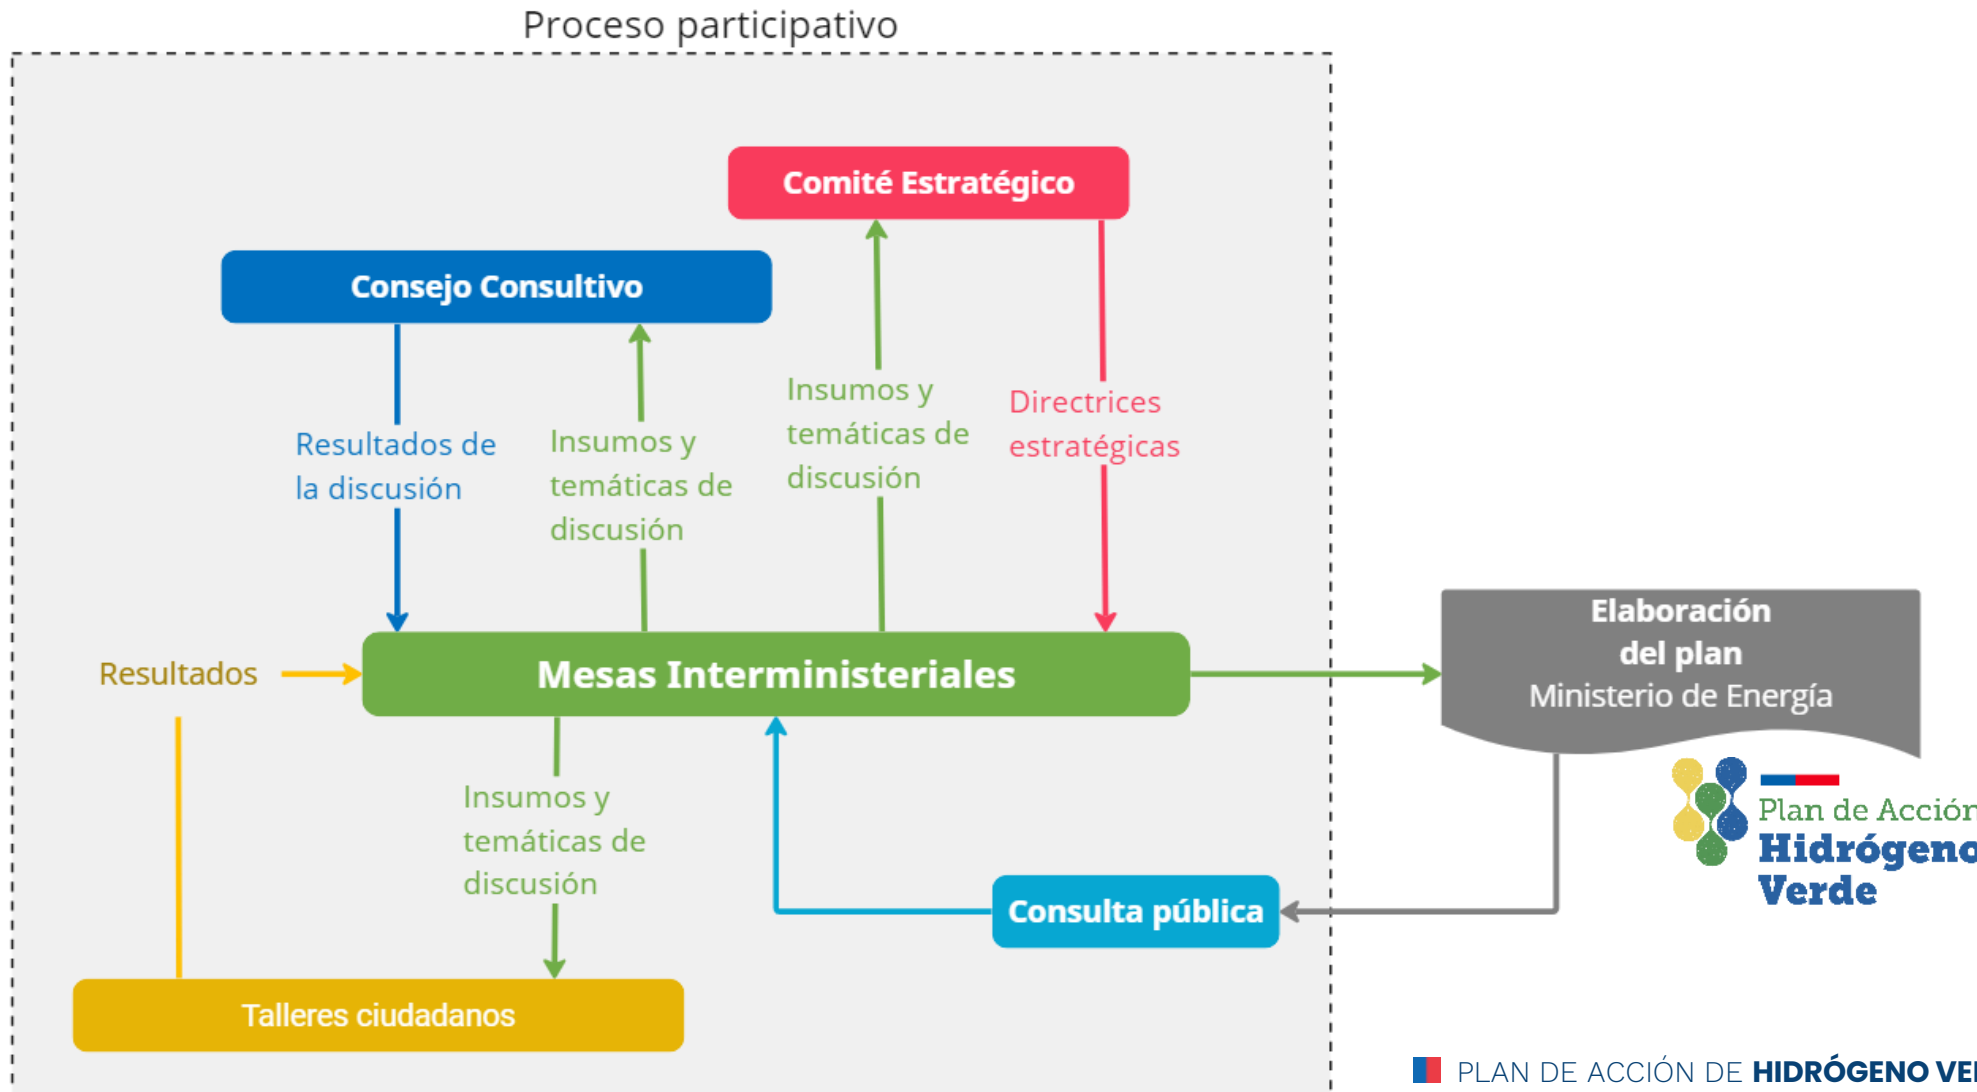 Proceso participativo
Comité Estratégico
Consejo Consultivo
Insumos y
temáticas de
discusión
Directrices
estratégicas
Resultados de
la discusión
Insumos y
temáticas de
discusión
Resultados
Mesas Interministeriales
Elaboración
del plan
Ministerio de Energía
Insumos y
temáticas de
discusión
Plan de Acción
Hidrógeno
Verde
Consulta pública
Talleres ciudadanos
PLAN DE ACCIÓN DE HIDRÓGENO